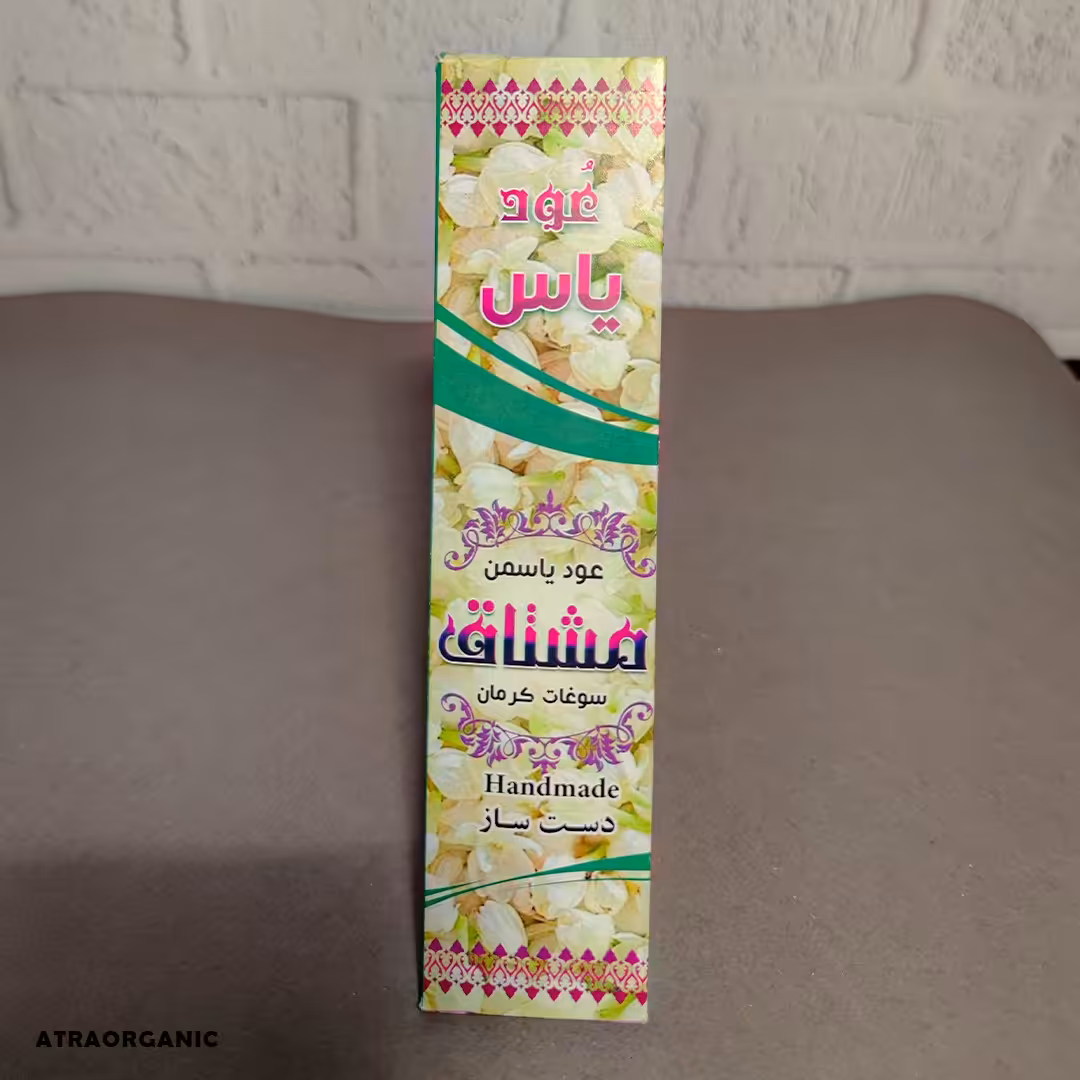 عُود
یاس
عود یاسمن
مشتاق
سوغات کرمان
Handmade
دست ساز
ATRAORGANIC